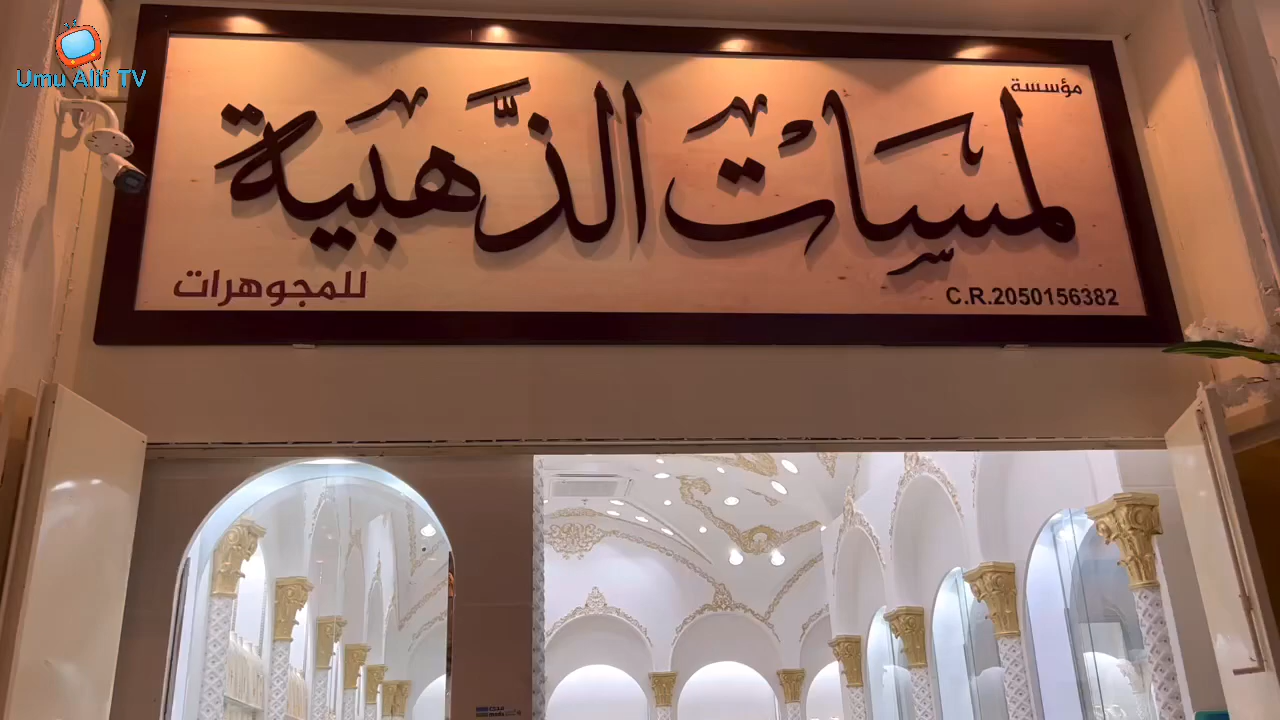 Umu Alif TV
مؤسسة
لمسات الذهبية
للمجوهرات
C.R.2050156382